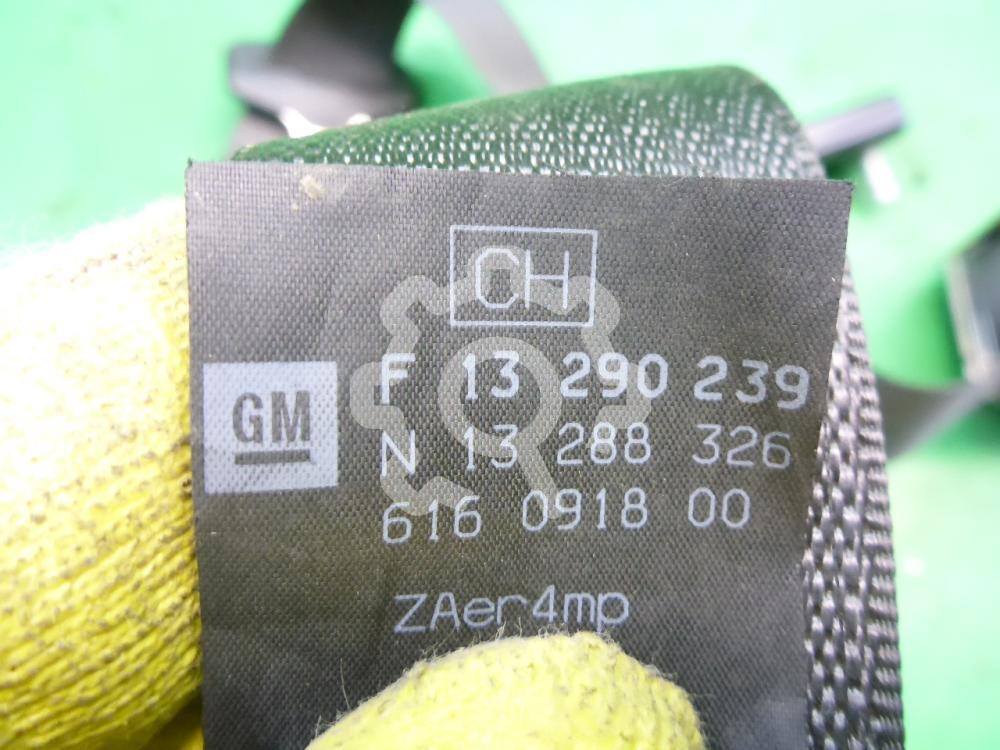 CH
GM
F 13 290 239
N 13 288 326
616 0918 00
ZAer4mp